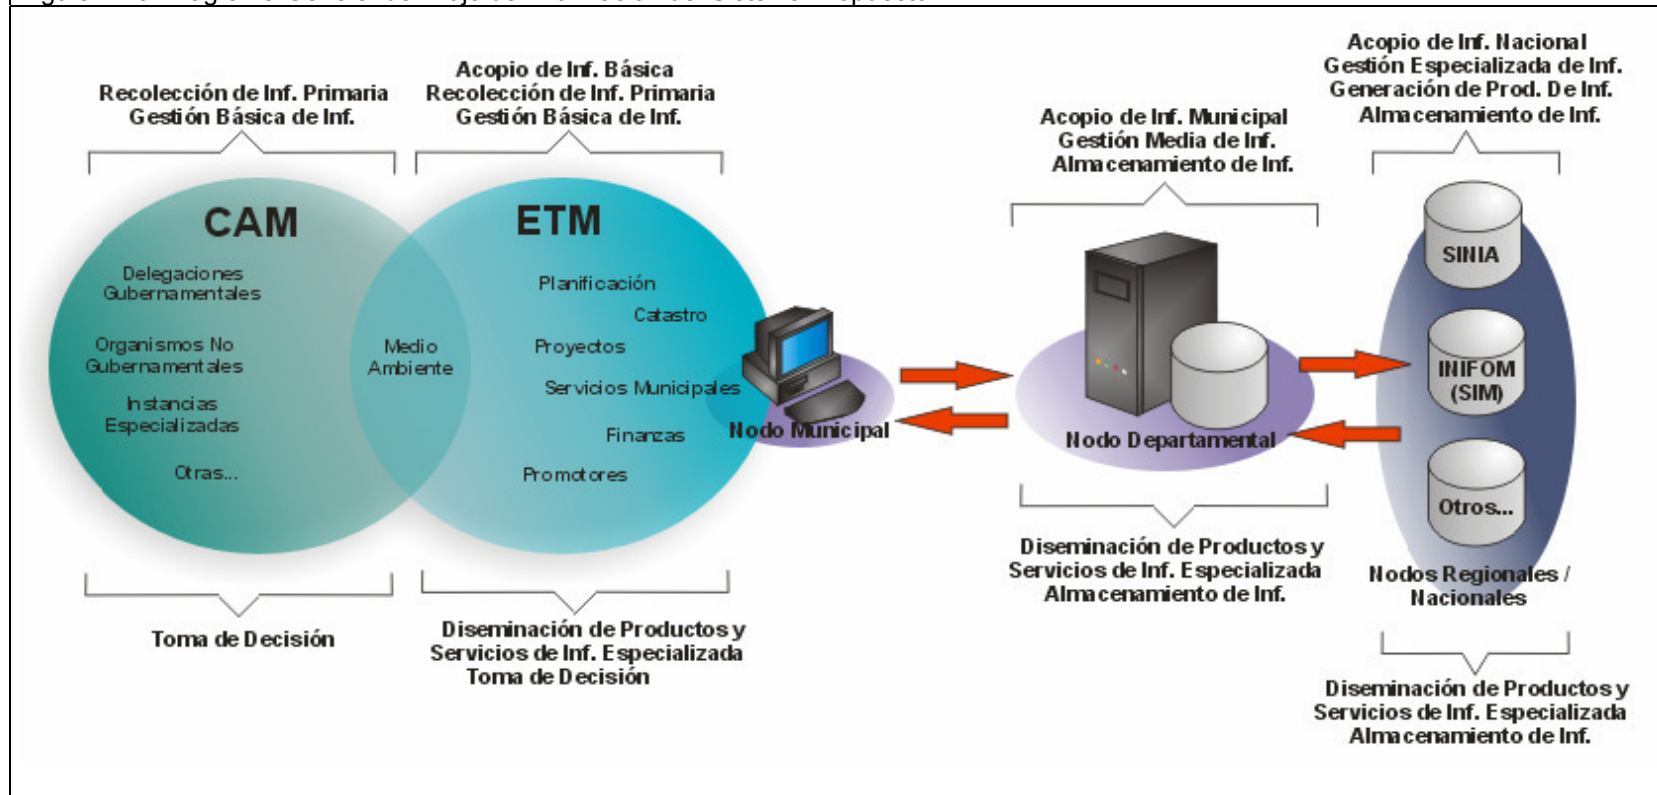 Recolección de Inf. Primaria
Gestión Básica de Inf.
Acopio de Inf. Básica
Recolección de Inf. Primaria
Gestión Básica de Inf.
Acopio de Inf. Municipal
Gestión Media de Inf.
Almacenamiento de Inf.
Acopio de Inf. Nacional
Gestión Especializada de Inf.
Generación de Prod. De Inf.
Almacenamiento de Inf.
CAM
Delegaciones
Gubernamentales
Organismos No
Gubernamentales
Instancias
Especializadas
Otras...
Medio
Ambiente
ETM
Planificación
Catastro
Proyectos
Servicios Municipales
Finanzas
Promotores
Nodo Municipal
Nodo Departamental
SINIA
INIFOM
(SIM)
Otros...
Nodos Regionales /
Nacionales
Toma de Decisión
Diseminación de Productos y
Servicios de Inf. Especializada
Toma de Decisión
Diseminación de Productos y
Servicios de Inf. Especializada
Almacenamiento de Inf.
Diseminación de Productos y
Servicios de Inf. Especializada
Almacenamiento de Inf.